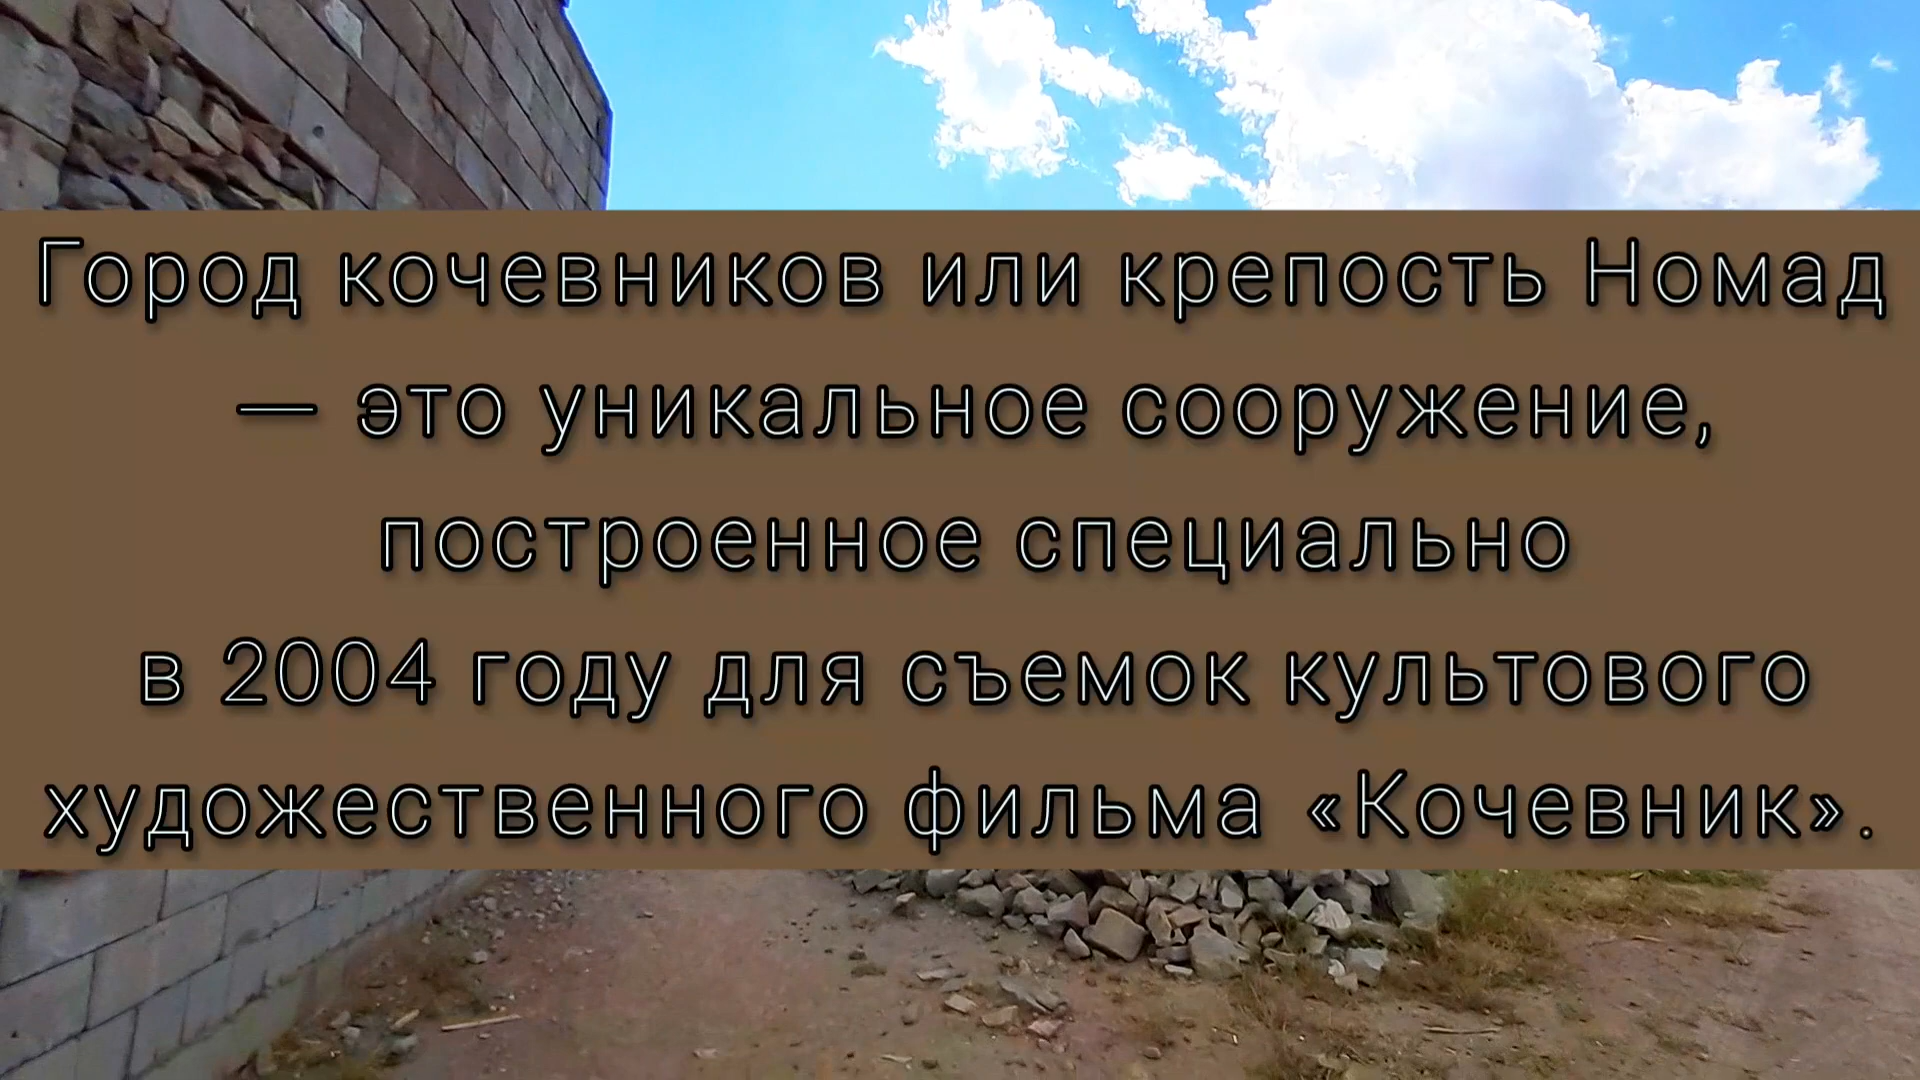 Город кочевников или крепость Номад
— это уникальное сооружение,
построенное специально
в 2004 году для съемок культового
художественного фильма «Кочевник».